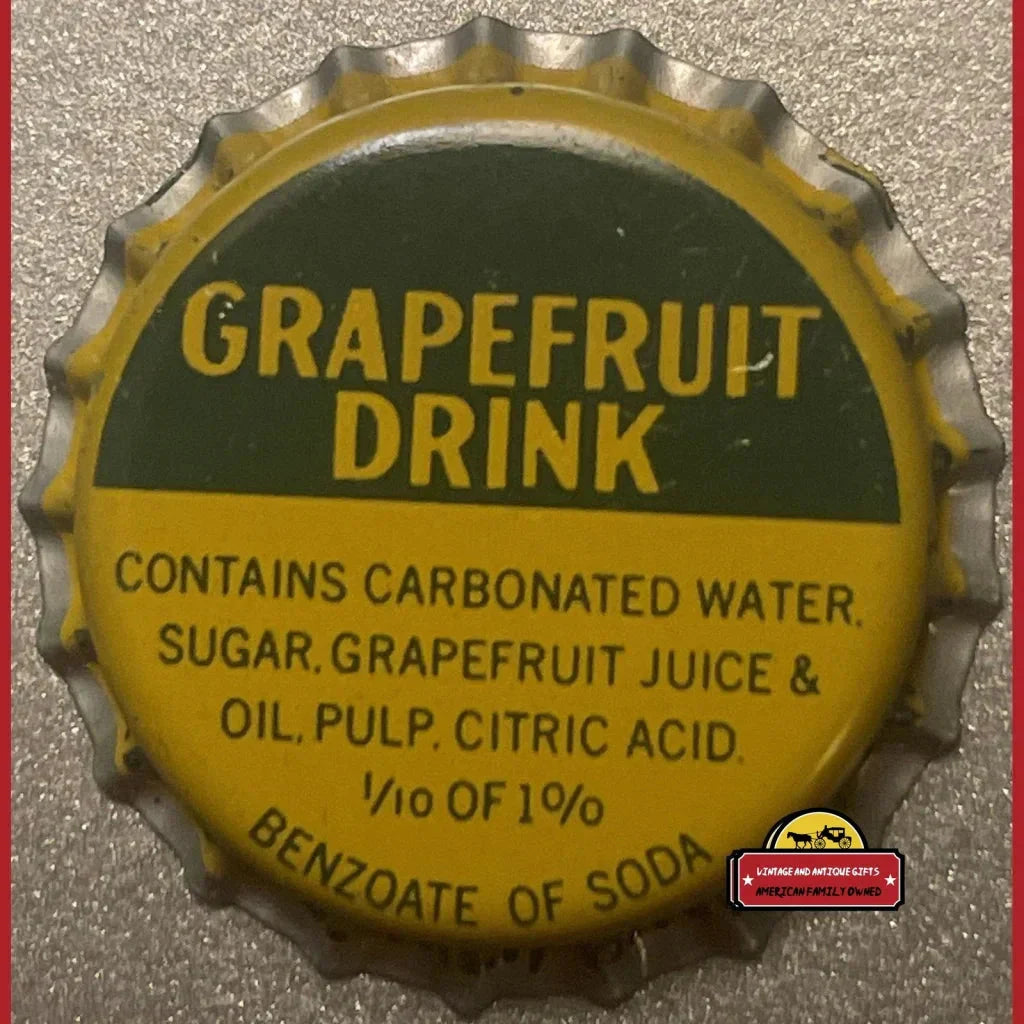 GRAPEFRUIT
DRINK
CONTAINS CARBONATED WATER,
SUGAR, GRAPEFRUIT JUICE &
OIL, PULP, CITRIC ACID,
1/10 OF 1%
BENZOATE OF SODA
VINTAGE AND ANTIQUE GIFTS
AMERICAN FAMILY OWNED